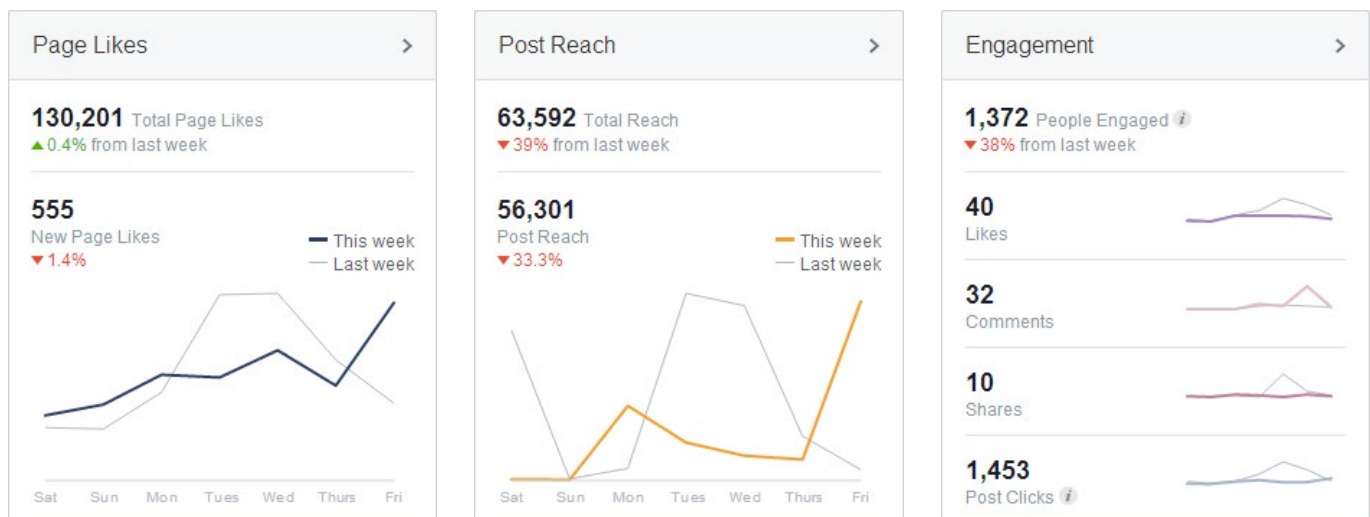 Page Likes
130,201 Total Page Likes
0.4% from last week
555
New Page Likes
1.4%
This week
Last week
Sat Sun Mon Tues Wed Thurs Fri
Post Reach
63,592 Total Reach
39% from last week
56,301
Post Reach
33.3%
This week
Last week
Sat Sun Mon Tues Wed Thurs Fri
Engagement
1,372 People Engaged i
38% from last week
40
Likes
32
Comments
10
Shares
1,453
Post Clicks i